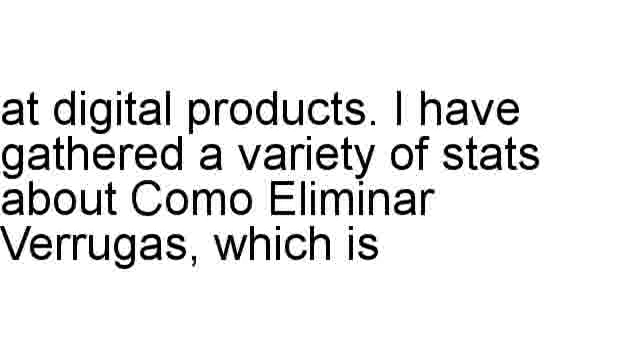 at digital products. I have
gathered a variety of stats
about Como Eliminar
Verrugas, which is